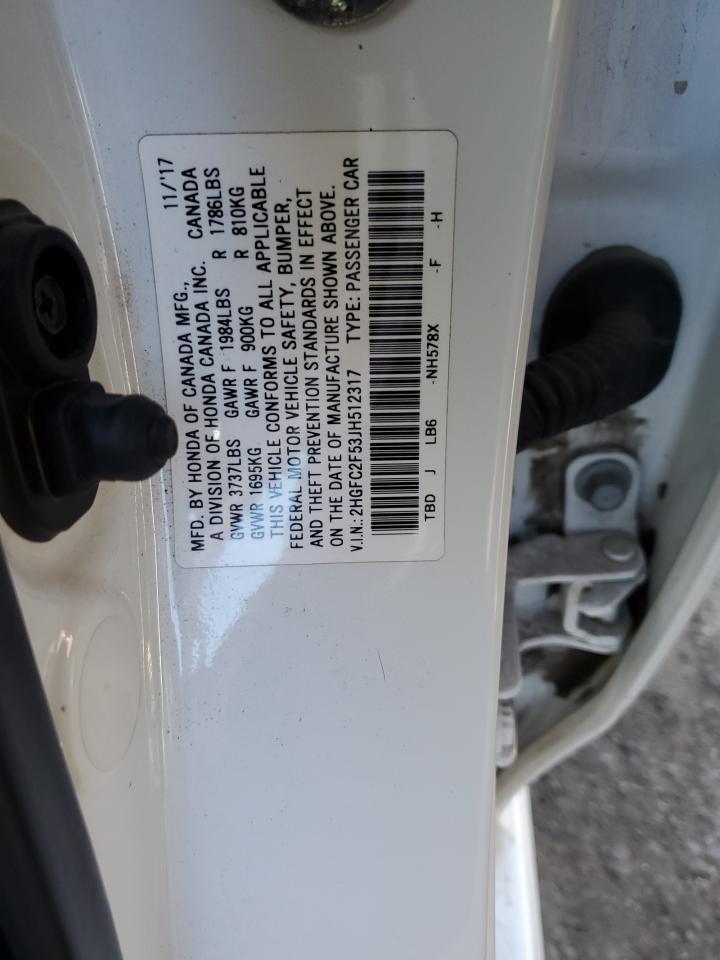 MFD. BY HONDA OF CANADA MFG., 11/'17
A DIVISION OF HONDA CANADA INC. CANADA
GVWR 3737LBS GAWR F 1984LBS R 1786LBS
GVWR 1695KG GAWR F 900KG R 810KG
THIS VEHICLE CONFORMS TO ALL APPLICABLE
FEDERAL MOTOR VEHICLE SAFETY, BUMPER,
AND THEFT PREVENTION STANDARDS IN EFFECT
ON THE DATE OF MANUFACTURE SHOWN ABOVE.
V.I.N.: 2HGFC2F53JH512317 TYPE: PASSENGER CAR
TBD J LB6 -NH578X -F -H